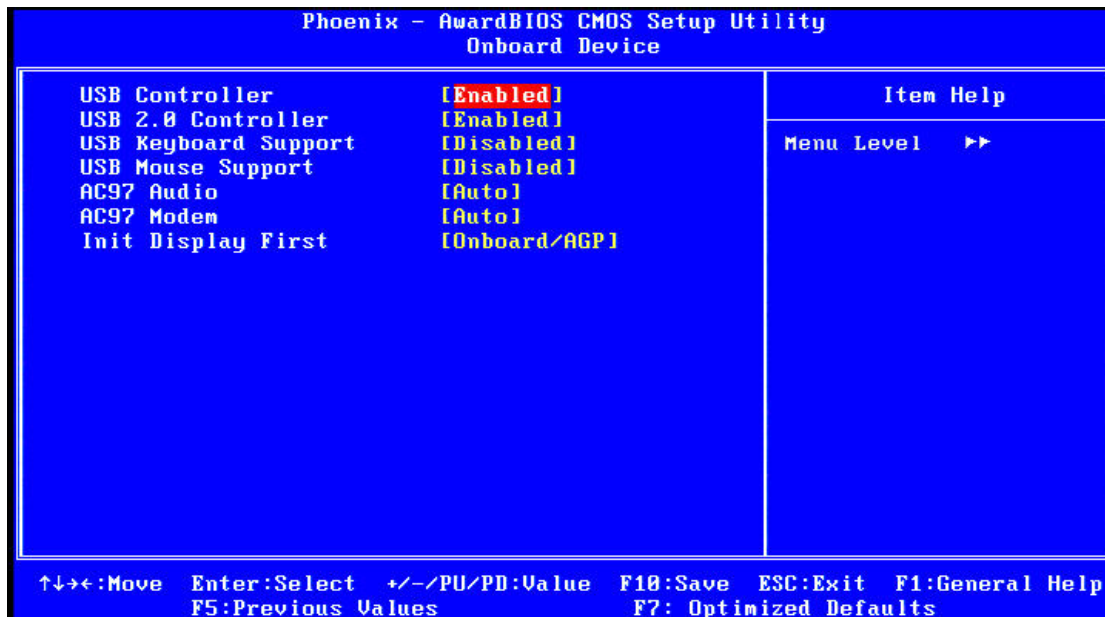 Phoenix - AwardBIOS CMOS Setup Utility
Onboard Device
USB Controller [Enabled]
USB 2.0 Controller [Enabled]
USB Keyboard Support [Disabled]
USB Mouse Support [Disabled]
AC97 Audio [Auto]
AC97 Modem [Auto]
Init Display First [Onboard/AGP]
Item Help
Menu Level ►►
↑↓→←:Move Enter:Select +/-/PU/PD:Value F10:Save ESC:Exit F1:General Help
F5:Previous Values F7: Optimized Defaults